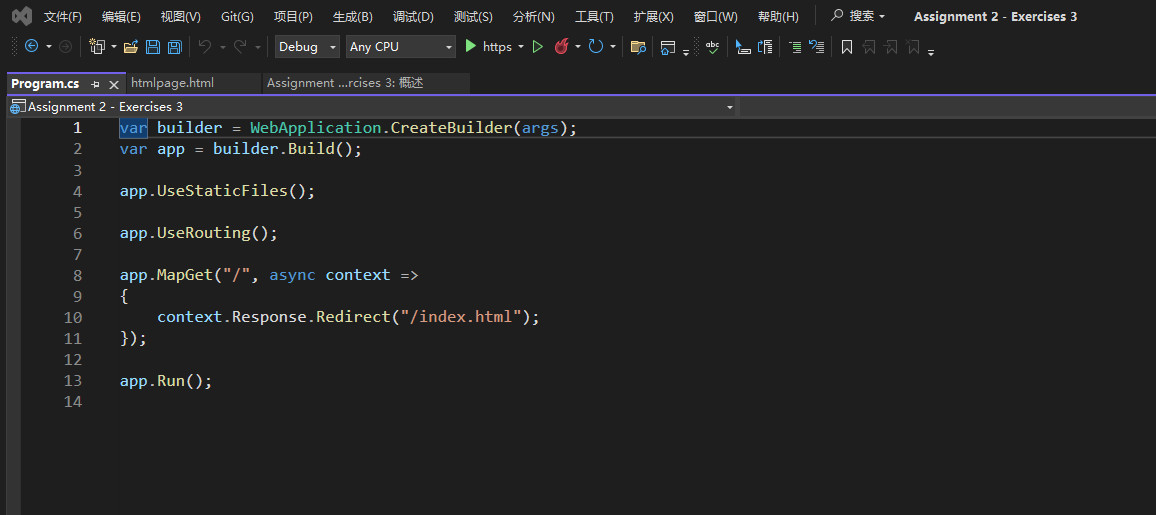 文件(F) 编辑(E) 视图(V) Git(G) 项目(P) 生成(B) 调试(D) 测试(S) 分析(N) 工具(T) 扩展(X) 窗口(W) 帮助(H) 搜索 Assignment 2 - Exercises 3
Debug Any CPU https abc
Program.cs htmlpage.html Assignment ...rcises 3: 概述
Assignment 2 - Exercises 3
1 var builder = WebApplication.CreateBuilder(args);
2 var app = builder.Build();
3
4 app.UseStaticFiles();
5
6 app.UseRouting();
7
8 app.MapGet("/", async context =>
9 {
10 context.Response.Redirect("/index.html");
11 });
12
13 app.Run();
14